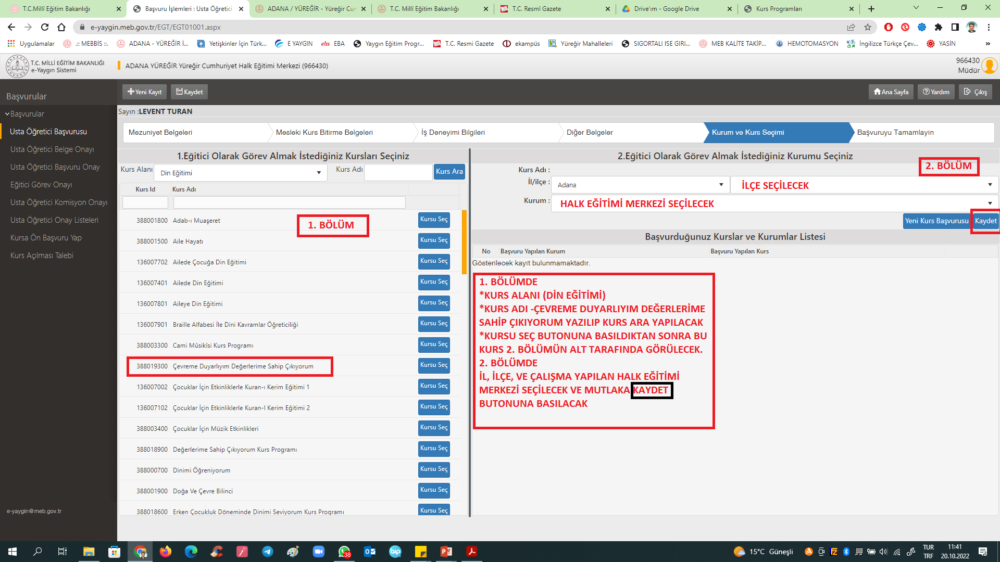 T.C.Millî Eğitim Bakanlığı
Başvuru İşlemleri : Usta Öğretici
ADANA / YÜREĞİR - Yüreğir Cu
T.C. Millî Eğitim Bakanlığı
T.C. Resmî Gazete
Drive'ım - Google Drive
Kurs Programları
e-yaygin.meb.gov.tr/EGT/EGT01001.aspx
Uygulamalar
.:: MEBBİS ::.
ADANA - YÜREĞİR İ...
Yetişkinler İçin Türk...
E YAYGIN
eba EBA
Yaygın Eğitim Progr...
T.C. Resmi Gazete
ekampüs
Yüreğir Mahalleleri
SIGORTALI ISE GIRI...
MEB KALİTE TAKİP...
HEMOTOMASYON
İngilizce Türkçe Çev...
YASİN
T.C. MİLLİ EĞİTİM BAKANLIĞI
e-Yaygın Sistemi
ADANA YÜREĞİR Yüreğir Cumhuriyet Halk Eğitimi Merkezi (966430)
966430
Müdür
Başvurular
Yeni Kayıt
Kaydet
Ana Sayfa
Yardım
Çıkış
Başvurular
Usta Öğretici Başvurusu
Usta Öğretici Belge Onayı
Usta Öğretici Başvuru Onay
Eğitici Görev Onayı
Usta Öğretici Komisyon Onayı
Usta Öğretici Onay Listeleri
Kursa Ön Başvuru Yap
Kurs Açılması Talebi
e-yaygin@meb.gov.tr
Sayin :LEVENT TURAN
Mezuniyet Belgeleri
Mesleki Kurs Bitirme Belgeleri
İş Deneyimi Bilgileri
Diğer Belgeler
Kurum ve Kurs Seçimi
Başvuruyu Tamamlayın
1.Eğitici Olarak Görev Almak İstediğiniz Kursları Seçiniz
Kurs Alanı Din Eğitimi Kurs Adı Kurs Ara
Kurs Id Kurs Adı
388001800 Adab-ı Muaşeret Kursu Seç
1. BÖLÜM
388001500 Aile Hayatı Kursu Seç
136007702 Ailede Çocuğa Din Eğitimi Kursu Seç
136007401 Ailede Din Eğitimi Kursu Seç
136007801 Aileye Din Eğitimi Kursu Seç
136007901 Braille Alfabesi İle Dini Kavramlar Öğreticiliği Kursu Seç
388003300 Cami Mûsikîsi Kurs Programı Kursu Seç
388019300 Çevreme Duyarlıyım Değerlerime Sahip Çıkıyorum Kursu Seç
136007002 Çocuklar İçin Etkinliklerle Kuran-ı Kerim Eğitimi 1 Kursu Seç
136007102 Çocuklar İçin Etkinliklerle Kuran-I Kerim Eğitimi 2 Kursu Seç
388003400 Çocuklar İçin Müzik Etkinlikleri Kursu Seç
388018900 Değerlerime Sahip Çıkıyorum Kurs Programı Kursu Seç
388000700 Dinimi Öğreniyorum Kursu Seç
388001900 Doğa Ve Çevre Bilinci Kursu Seç
388018600 Erken Çocukluk Döneminde Dinimi Seviyorum Kurs Programı Kursu Seç
2.Eğitici Olarak Görev Almak İstediğiniz Kurumu Seçiniz
Kurs Adı :
2. BÖLÜM
İl/ilçe : Adana İLÇE SEÇİLECEK
Kurum : HALK EĞİTİMİ MERKEZİ SEÇİLECEK
Yeni Kurs Başvurusu Kaydet
Başvurduğunuz Kurslar ve Kurumlar Listesi
No Başvuru Yapılan Kurum Başvuru Yapılan Kurs
Gösterilecek kayıt bulunmamaktadır.
1. BÖLÜMDE
*KURS ALANI (DİN EĞİTİMİ)
*KURS ADI -ÇEVREME DUYARLIYIM DEĞERLERİME
SAHİP ÇIKIYORUM YAZILIP KURS ARA YAPILACAK
*KURSU SEÇ BUTONUNA BASILDIKTAN SONRA BU
KURS 2. BÖLÜMÜN ALT TARAFINDA GÖRÜLECEK.
2. BÖLÜMDE
İL, İLÇE, VE ÇALIŞMA YAPILAN HALK EĞİTİMİ
MERKEZİ SEÇİLECEK VE MUTLAKA KAYDET
BUTONUNA BASILACAK
38
bip
15°C Güneşli
TUR
TRF
11:41
20.10.2022